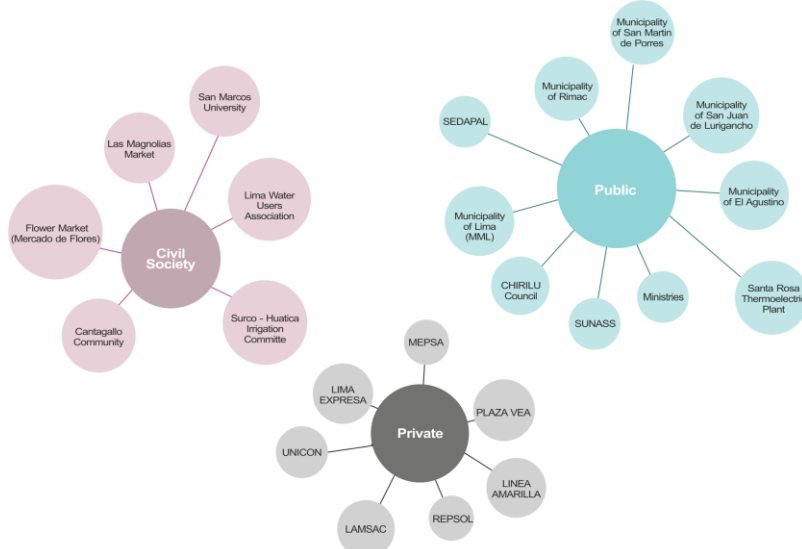 Municipality
of San Martin
de Porres
Municipality
of Rimac
Municipality
of San Juan
de Lurigancho
SEDAPAL
Public
Municipality
of El Agustino
Municipality
of Lima
(MML)
CHIRILU
Council
SUNASS
Ministries
Santa Rosa
Thermoelectric
Plant
San Marcos
University
Las Magnolias
Market
Lima Water
Users
Association
Flower Market
(Mercado de Flores)
Civil
Society
Cantagallo
Community
Surco - Huatica
Irrigation
Committe
MEPSA
LIMA
EXPRESA
PLAZA VEA
Private
UNICON
LINEA
AMARILLA
LAMSAC
REPSOL